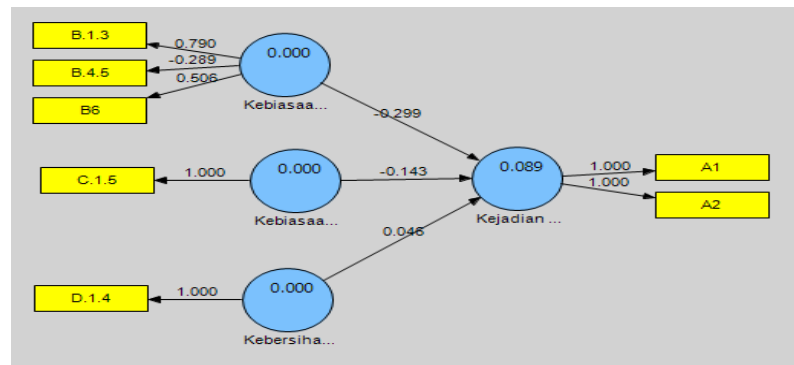 B.1.3
0.790
0.000
B.4.5
-0.289
B6
0.506
Kebiasaa...
-0.299
C.1.5
1.000
0.000
Kebiasaa...
-0.143
0.089
Kejadian ...
1.000
A1
1.000
A2
0.046
D.1.4
1.000
0.000
Kebersiha...